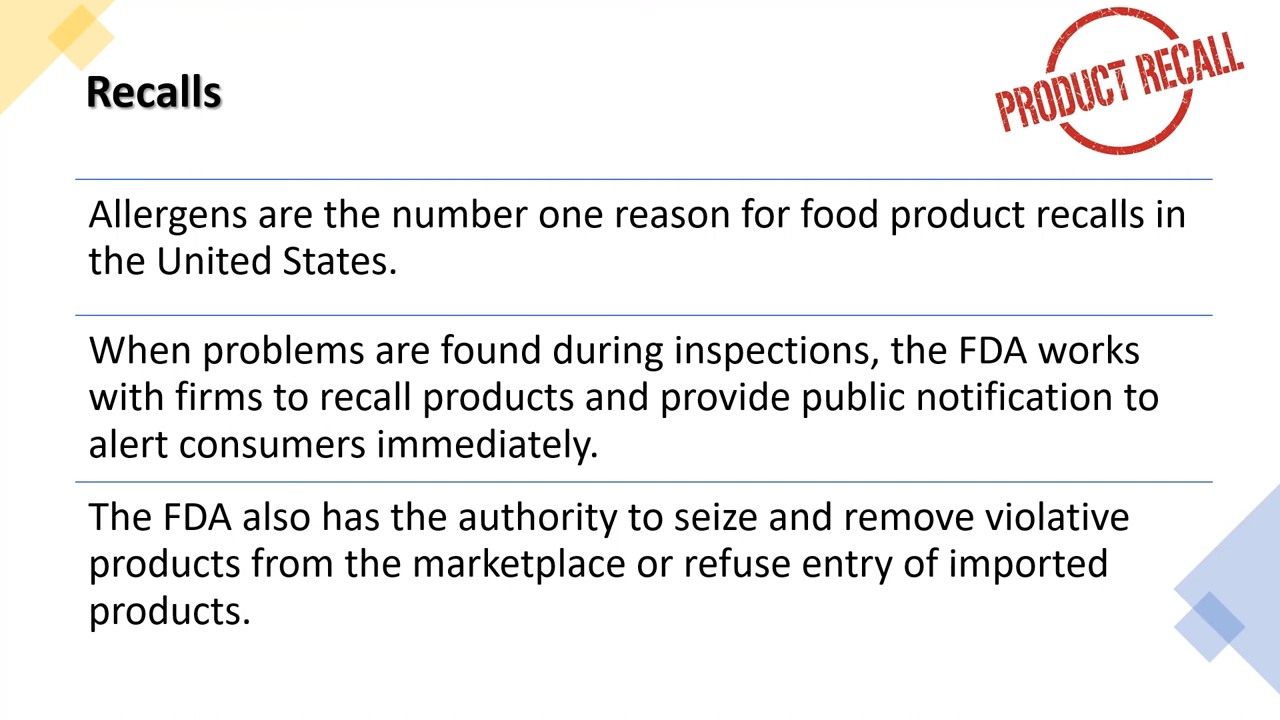 PRODUCT RECALL
Recalls
Allergens are the number one reason for food product recalls in
the United States.
When problems are found during inspections, the FDA works
with firms to recall products and provide public notification to
alert consumers immediately.
The FDA also has the authority to seize and remove violative
products from the marketplace or refuse entry of imported
products.